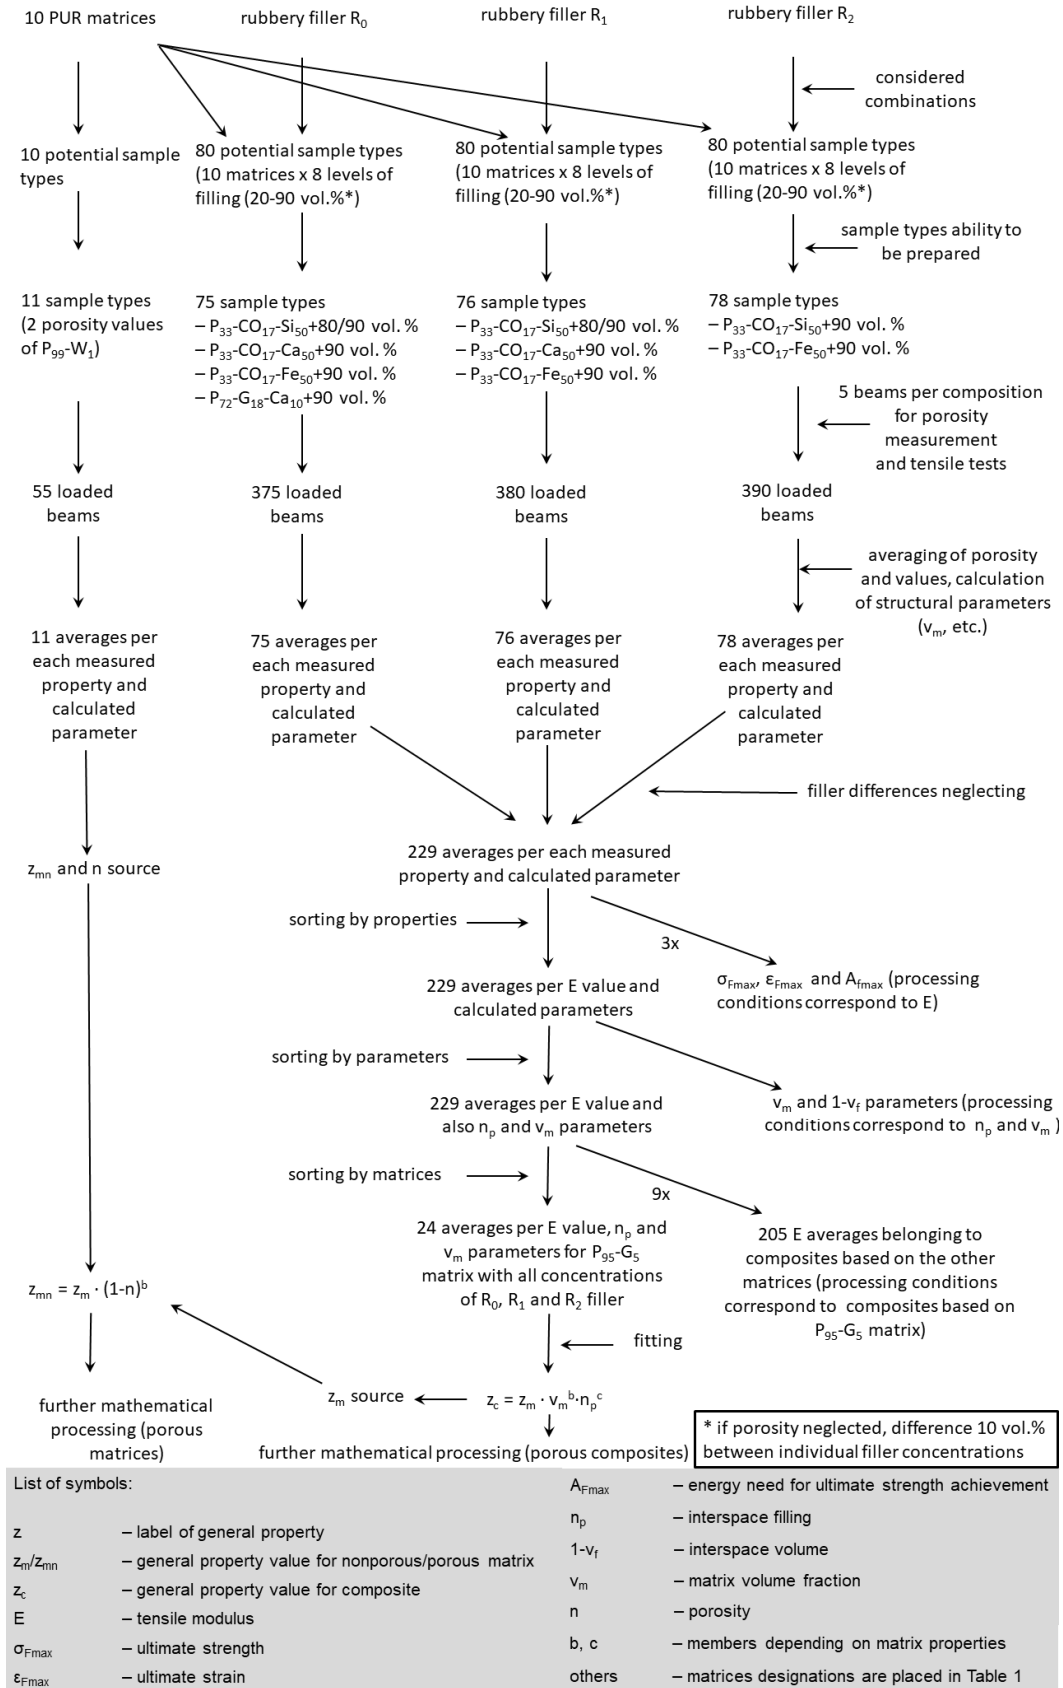 10 PUR matrices
rubbery filler R₀
rubbery filler R₁
rubbery filler R₂
considered
combinations
10 potential sample
types
80 potential sample types
(10 matrices x 8 levels of
filling (20-90 vol.%*)
80 potential sample types
(10 matrices x 8 levels of
filling (20-90 vol.%*)
80 potential sample types
(10 matrices x 8 levels of
filling (20-90 vol.%*)
sample types ability to
be prepared
11 sample types
(2 porosity values
of P₉₉-W₁)
75 sample types
– P₃₃-CO₁₇-Si₅₀+80/90 vol. %
– P₃₃-CO₁₇-Ca₅₀+90 vol. %
– P₃₃-CO₁₇-Fe₅₀+90 vol. %
– P₇₂-G₁₈-Ca₁₀+90 vol. %
76 sample types
– P₃₃-CO₁₇-Si₅₀+80/90 vol. %
– P₃₃-CO₁₇-Ca₅₀+90 vol. %
– P₃₃-CO₁₇-Fe₅₀+90 vol. %
78 sample types
– P₃₃-CO₁₇-Si₅₀+90 vol. %
– P₃₃-CO₁₇-Fe₅₀+90 vol. %
5 beams per composition
for porosity
measurement
and tensile tests
55 loaded
beams
375 loaded
beams
380 loaded
beams
390 loaded
beams
averaging of porosity
and values, calculation
of structural parameters
(vₘ, etc.)
11 averages per
each measured
property and
calculated
parameter
75 averages per
each measured
property and
calculated
parameter
76 averages per
each measured
property and
calculated
parameter
78 averages per
each measured
property and
calculated
parameter
filler differences neglecting
zₘₙ and n source
229 averages per each measured
property and calculated parameter
sorting by properties
3x
σFmax, εFmax and Afmax (processing
conditions correspond to E)
229 averages per E value and
calculated parameters
sorting by parameters
vₘ and 1-vf parameters (processing
conditions correspond to nₚ and vₘ )
229 averages per E value and
also nₚ and vₘ parameters
sorting by matrices
9x
24 averages per E value, nₚ and
vₘ parameters for P₉₅-G₅
matrix with all concentrations
of R₀, R₁ and R₂ filler
205 E averages belonging to
composites based on the other
matrices (processing conditions
correspond to composites based on
P₉₅-G₅ matrix)
zₘₙ = zₘ · (1-n)ᵇ
fitting
zₘ source
z꜀ = zₘ · vₘᵇ·nₚᶜ
further mathematical
processing (porous
matrices)
further mathematical processing (porous composites)
* if porosity neglected, difference 10 vol.%
between individual filler concentrations
List of symbols:
z – label of general property
zₘ/zₘₙ – general property value for nonporous/porous matrix
z꜀ – general property value for composite
E – tensile modulus
σFmax – ultimate strength
εFmax – ultimate strain
AFmax – energy need for ultimate strength achievement
nₚ – interspace filling
1-vf – interspace volume
vₘ – matrix volume fraction
n – porosity
b, c – members depending on matrix properties
others – matrices designations are placed in Table 1